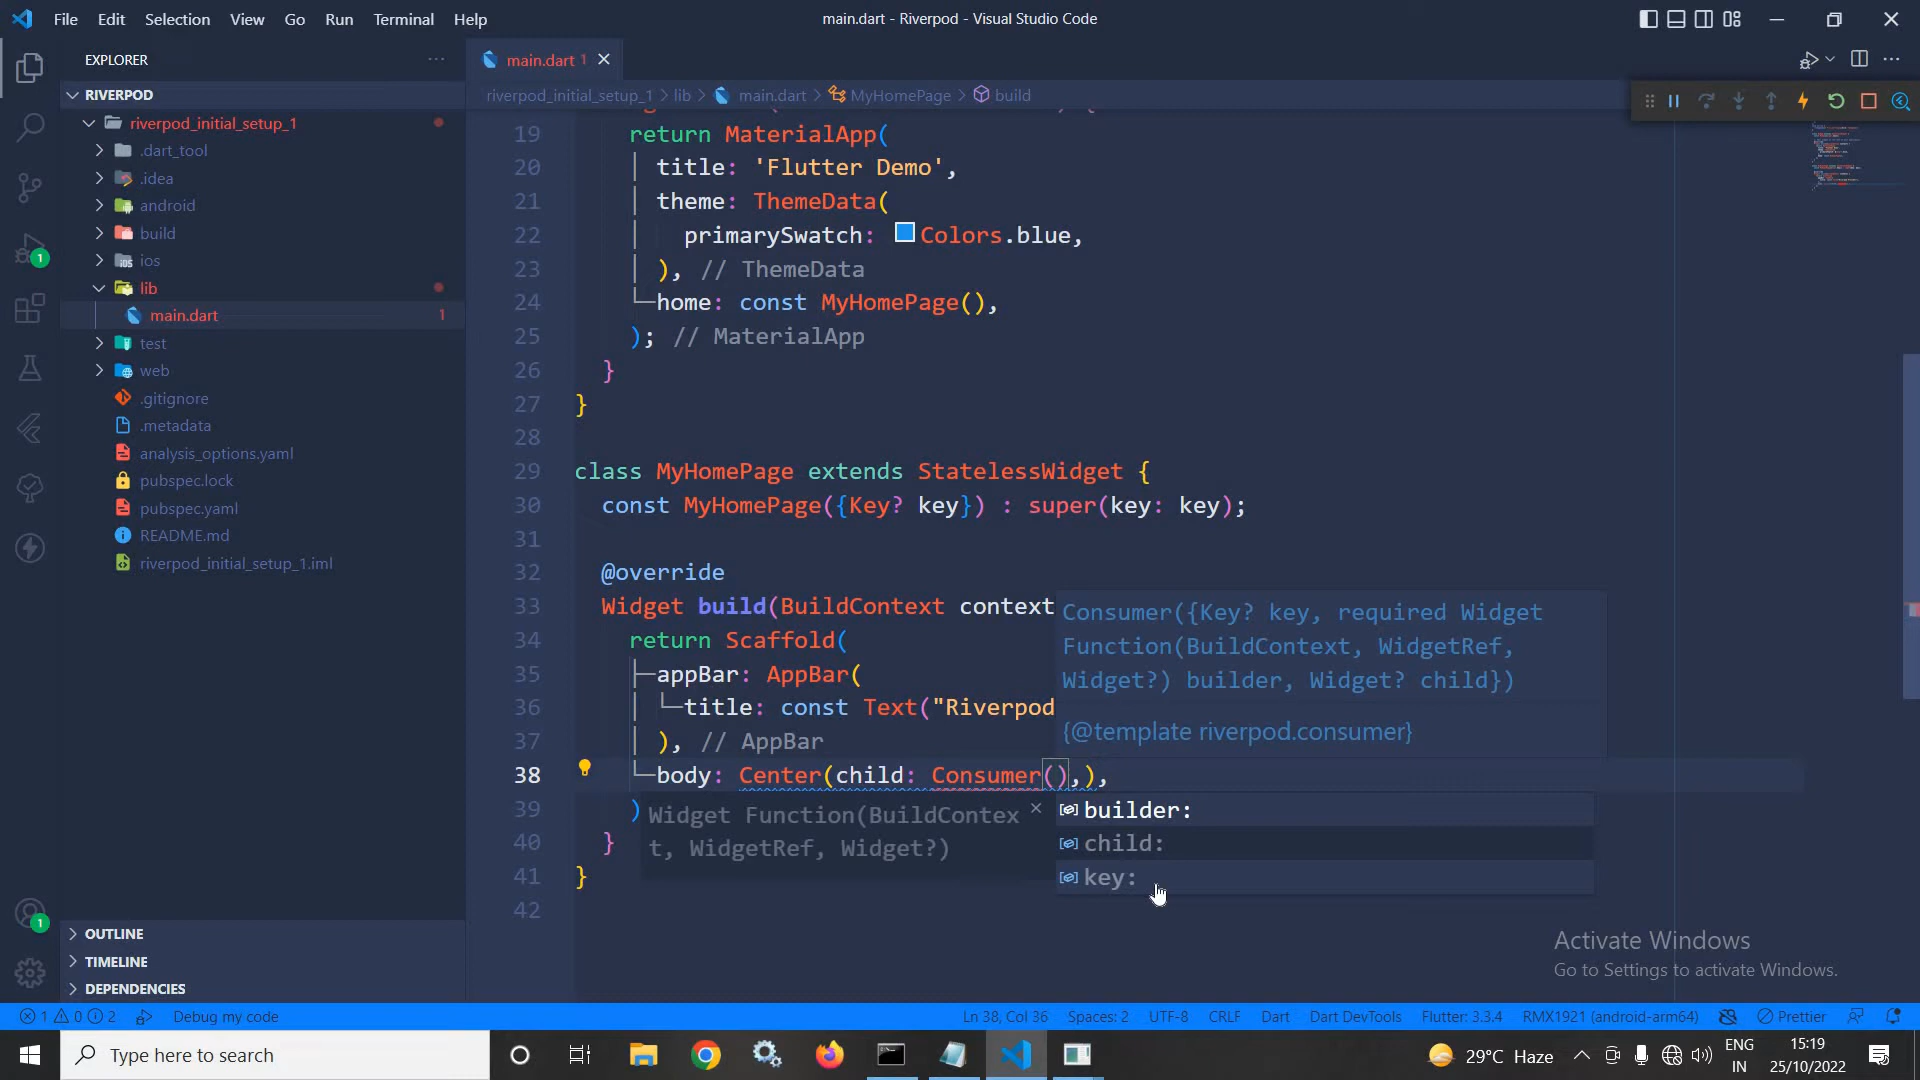 File Edit Selection View Go Run Terminal Help
main.dart - Riverpod - Visual Studio Code
EXPLORER
RIVERPOD
riverpod_initial_setup_1
.dart_tool
.idea
android
build
ios
lib
main.dart 1
test
web
.gitignore
.metadata
analysis_options.yaml
pubspec.lock
pubspec.yaml
README.md
riverpod_initial_setup_1.iml
OUTLINE
TIMELINE
DEPENDENCIES
1
1
main.dart 1
riverpod_initial_setup_1 > lib > main.dart > MyHomePage > build
19 return MaterialApp(
20 title: 'Flutter Demo',
21 theme: ThemeData(
22 primarySwatch: Colors.blue,
23 ), // ThemeData
24 home: const MyHomePage(),
25 ); // MaterialApp
26 }
27 }
28
29 class MyHomePage extends StatelessWidget {
30 const MyHomePage({Key? key}) : super(key: key);
31
32 @override
33 Widget build(BuildContext context
34 return Scaffold(
35 appBar: AppBar(
36 title: const Text("Riverpod
37 ), // AppBar
38 body: Center(child: Consumer(),),
39 )
40 }
41 }
42
Consumer({Key? key, required Widget
Function(BuildContext, WidgetRef,
Widget?) builder, Widget? child})
{@template riverpod.consumer}
Widget Function(BuildContex
t, WidgetRef, Widget?)
builder:
child:
key:
Activate Windows
Go to Settings to activate Windows.
1 0 2 Debug my code
Ln 38, Col 36 Spaces: 2 UTF-8 CRLF Dart Dart DevTools Flutter: 3.3.4 RMX1921 (android-arm64) Prettier
Type here to search
29°C Haze
ENG
IN
15:19
25/10/2022